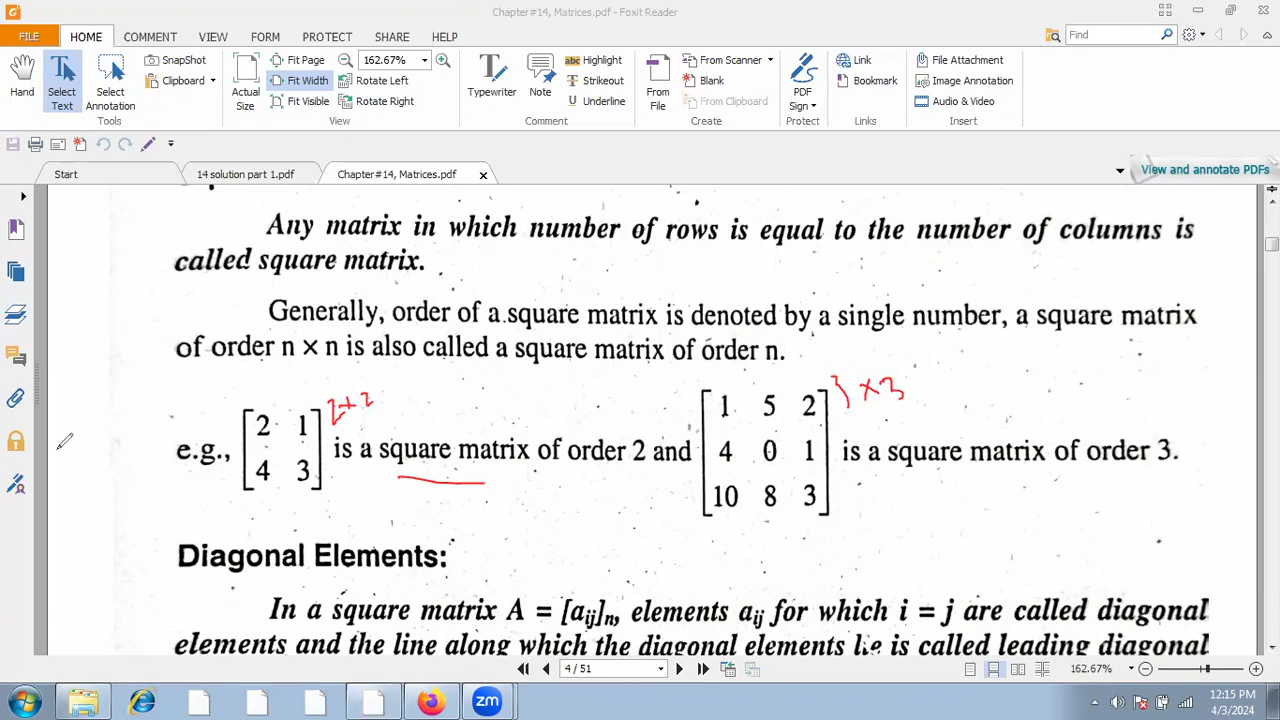 Chapter#14, Matrices.pdf - Foxit Reader
FILE HOME COMMENT VIEW FORM PROTECT SHARE HELP Find
Hand
Select Text
Select Annotation
SnapShot
Clipboard
Tools
Actual Size
Fit Page
Fit Width
Fit Visible
162.67%
Rotate Left
Rotate Right
View
Typewriter
Note
Highlight
Strikeout
Underline
Comment
From File
From Scanner
Blank
From Clipboard
Create
PDF Sign
Protect
Link
Bookmark
Links
File Attachment
Image Annotation
Audio & Video
Insert
Start 14 solution part 1.pdf Chapter#14, Matrices.pdf View and annotate PDFs
Any matrix in which number of rows is equal to the number of columns is
called square matrix.
Generally, order of a square matrix is denoted by a single number, a square matrix
of order n × n is also called a square matrix of order n.
e.g., [2 1 4 3] 2×2 is a square matrix of order 2 and [1 5 2 4 0 1 10 8 3] 3×3 is a square matrix of order 3.
Diagonal Elements:
In a square matrix A = [aij]n, elements aij for which i = j are called diagonal
elements and the line along which the diagonal elements lie is called leading diagonal
4 / 51 162.67%
zm 12:15 PM
4/3/2024